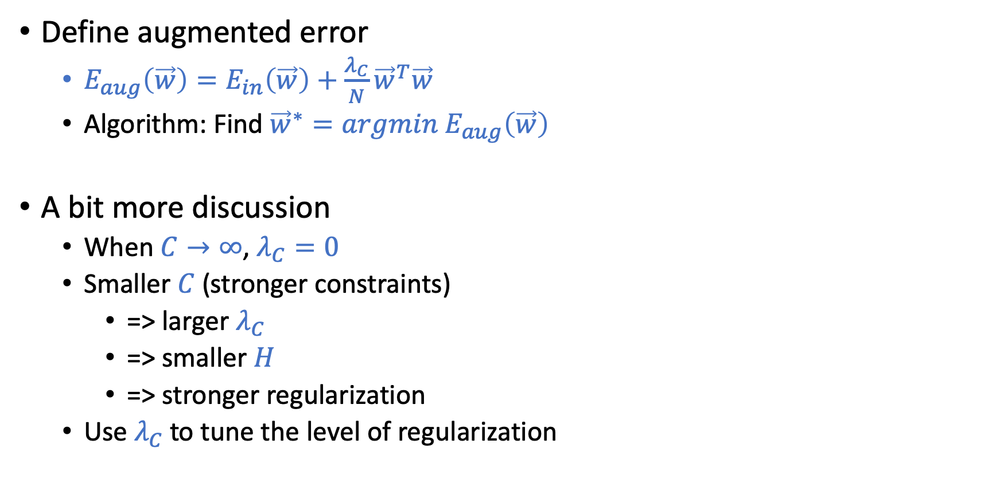 • Define augmented error
• $E_{aug}(\vec{w}) = E_{in}(\vec{w}) + \frac{\lambda_C}{N}\vec{w}^T\vec{w}$
• Algorithm: Find $\vec{w}^* = argmin\ E_{aug}(\vec{w})$
• A bit more discussion
• When $C \to \infty$, $\lambda_C = 0$
• Smaller $C$ (stronger constraints)
• => larger $\lambda_C$
• => smaller $H$
• => stronger regularization
• Use $\lambda_C$ to tune the level of regularization